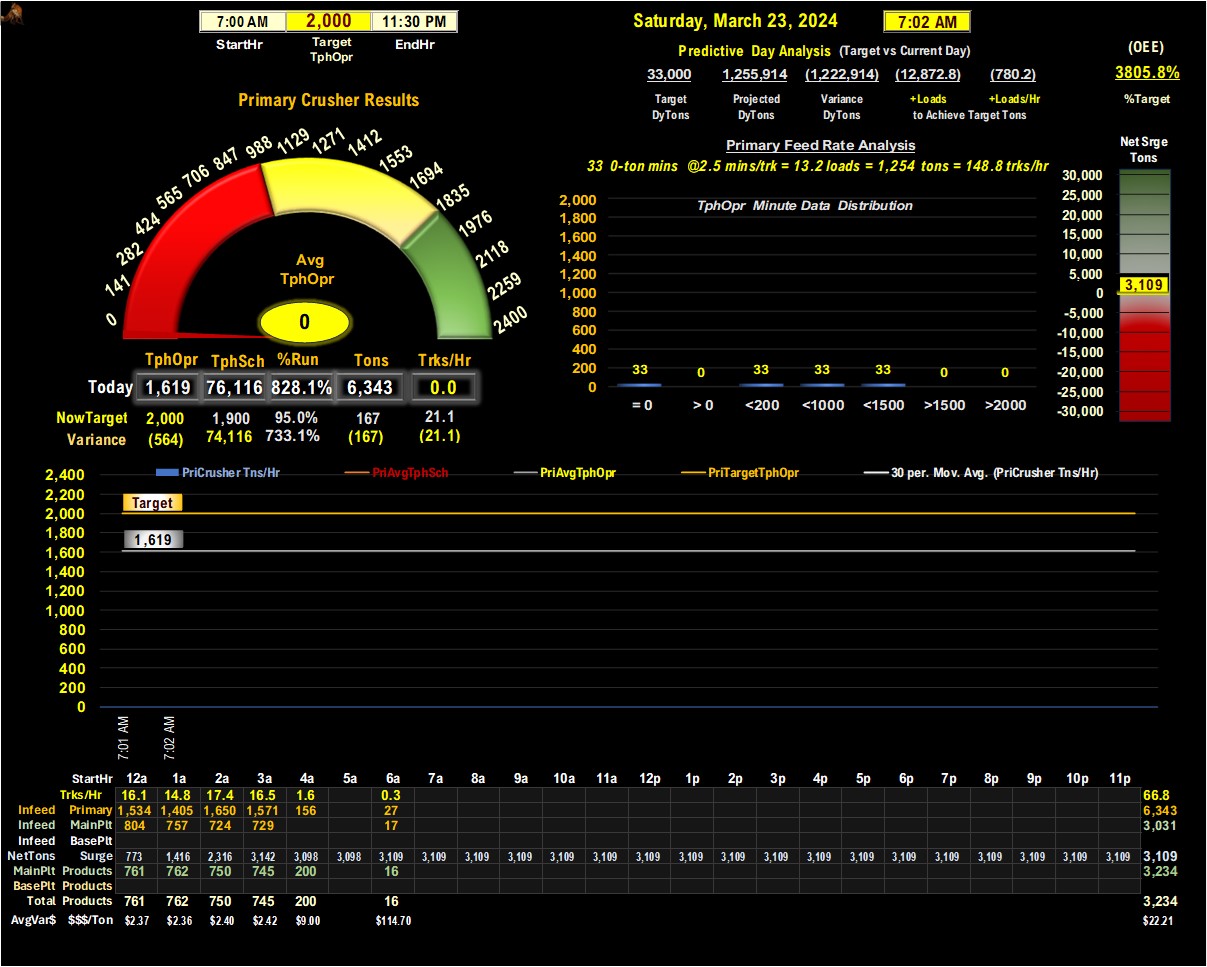 7:00 AM 2,000 11:30 PM
StartHr Target TphOpr EndHr
Saturday, March 23, 2024 7:02 AM
Predictive Day Analysis (Target vs Current Day)
33,000 1,255,914 (1,222,914) (12,872.8) (780.2)
Target Projected Variance +Loads +Loads/Hr
DyTons DyTons DyTons to Achieve Target Tons
(OEE)
3805.8%
%Target
Primary Crusher Results
0 141 282 424 565 706 847 988 1129 1271 1412 1553 1694 1835 1976 2118 2259 2400
Avg
TphOpr
0
Primary Feed Rate Analysis
33 0-ton mins @2.5 mins/trk = 13.2 loads = 1,254 tons = 148.8 trks/hr
TphOpr Minute Data Distribution
2,000
1,800
1,600
1,400
1,200
1,000
800
600
400
200
0
33 0 33 33 33 0 0
= 0 > 0 <200 <1000 <1500 >1500 >2000
Net Srge
Tons
30,000
25,000
20,000
15,000
10,000
5,000
3,109
0
-5,000
-10,000
-15,000
-20,000
-25,000
-30,000
TphOpr TphSch %Run Tons Trks/Hr
Today 1,619 76,116 828.1% 6,343 0.0
NowTarget 2,000 1,900 95.0% 167 21.1
Variance (564) 74,116 733.1% (167) (21.1)
PriCrusher Tns/Hr PriAvgTphSch PriAvgTphOpr PriTargetTphOpr 30 per. Mov. Avg. (PriCrusher Tns/Hr)
2,400
2,200
2,000
1,800
1,600
1,400
1,200
1,000
800
600
400
200
0
Target
1,619
7:01 AM 7:02 AM
StartHr 12a 1a 2a 3a 4a 5a 6a 7a 8a 9a 10a 11a 12p 1p 2p 3p 4p 5p 6p 7p 8p 9p 10p 11p
Trks/Hr 16.1 14.8 17.4 16.5 1.6 0.3 66.8
Infeed Primary 1,534 1,405 1,650 1,571 156 27 6,343
Infeed MainPlt 804 757 724 729 17 3,031
Infeed BasePlt
NetTons Surge 773 1,416 2,316 3,142 3,098 3,098 3,109 3,109 3,109 3,109 3,109 3,109 3,109 3,109 3,109 3,109 3,109 3,109 3,109 3,109 3,109 3,109 3,109 3,109 3,109
MainPlt Products 761 762 750 745 200 16 3,234
BasePlt Products
Total Products 761 762 750 745 200 16 3,234
AvgVar$ $$$/Ton $2.37 $2.36 $2.40 $2.42 $9.00 $114.70 $22.21